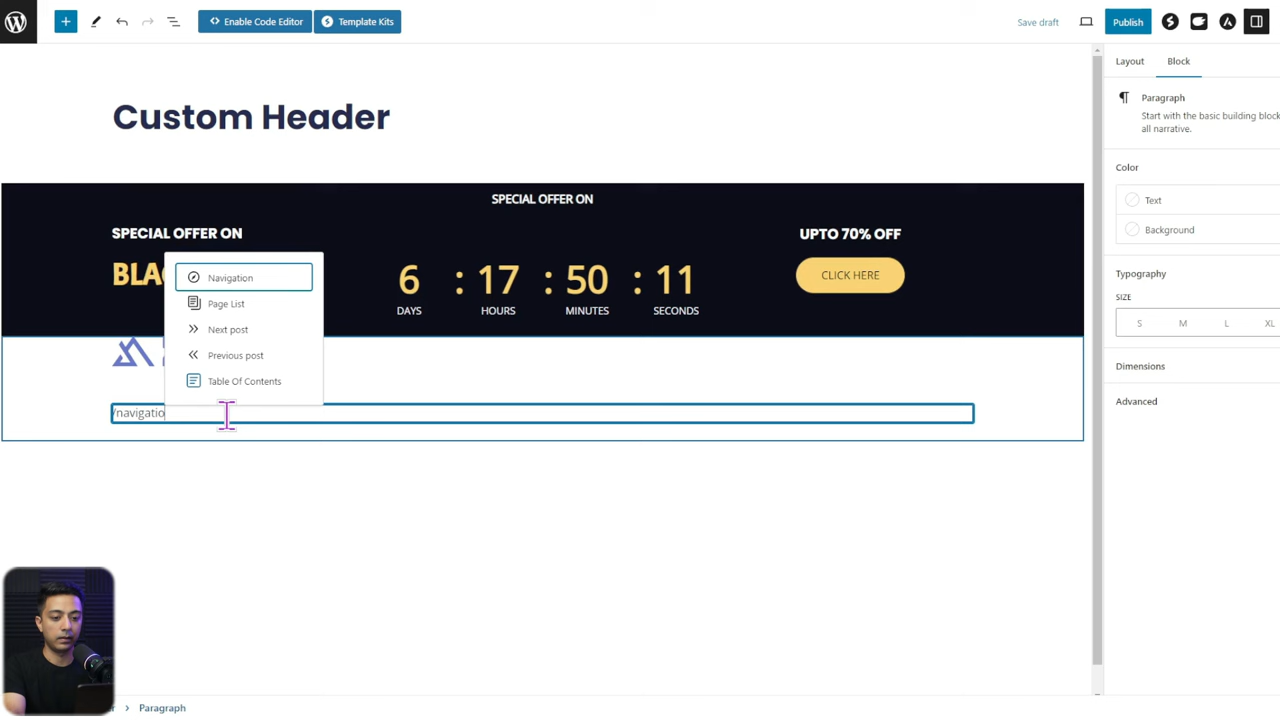 Enable Code Editor
Template Kits
Save draft
Publish
Custom Header
Layout
Block
Paragraph
Start with the basic building block
all narrative.
Color
Text
Background
Typography
SIZE
S M L XL
Dimensions
Advanced
SPECIAL OFFER ON
SPECIAL OFFER ON
UPTO 70% OFF
6 : 17 : 50 : 11
DAYS HOURS MINUTES SECONDS
CLICK HERE
Navigation
Page List
Next post
Previous post
Table Of Contents
/navigatio
Paragraph